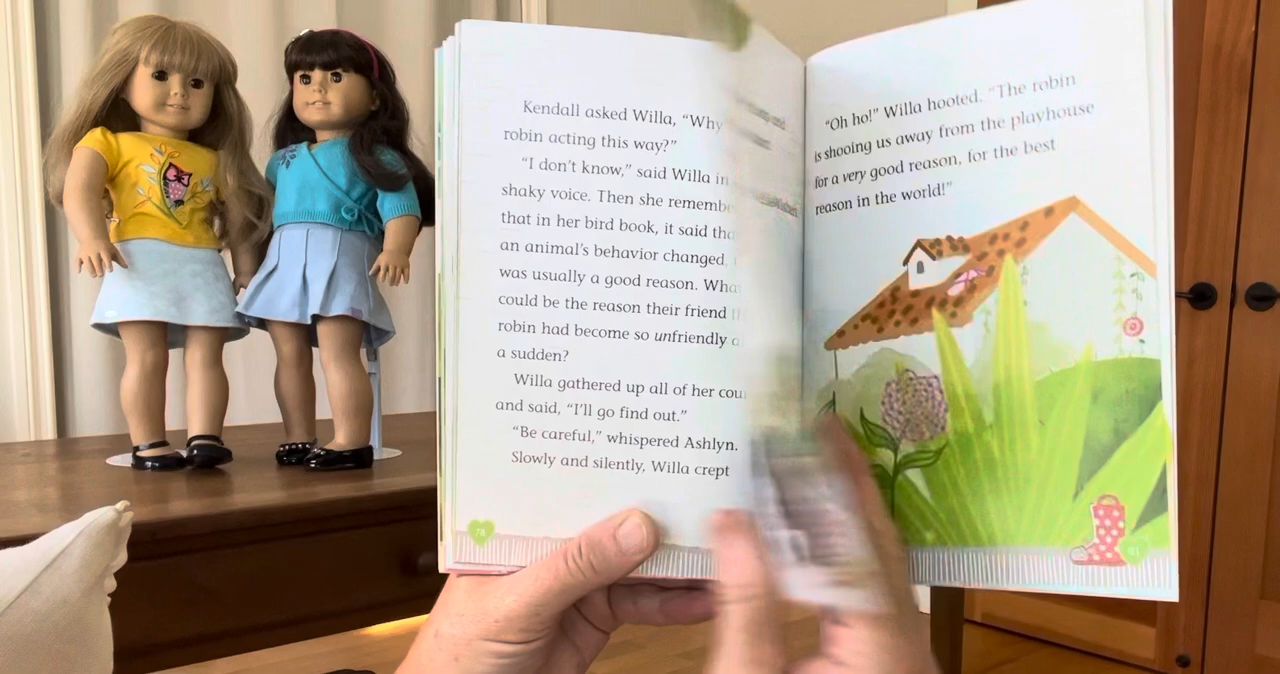 Kendall asked Willa, "Why
robin acting this way?"
"I don't know," said Willa in
shaky voice. Then she
that in her bird book, it said
an animal's behavior changed,
was usually a good reason.
could be the reason their friend
robin had become so unfriendly
a sudden?
Willa gathered up all of her
and said, "I'll go find out."
"Be careful," whispered Ashlyn.
Slowly and silently, Willa crept
78
"Oh ho!" Willa hooted. "The robin
is shooing us away from the playhouse
for a very good reason, for the best
reason in the world!"
81